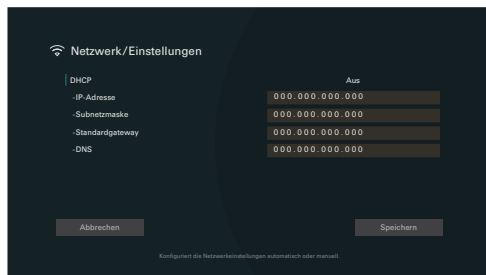 Netzwerk/Einstellungen
DHCP Aus
-IP-Adresse 000.000.000.000
-Subnetzmaske 000.000.000.000
-Standardgateway 000.000.000.000
-DNS 000.000.000.000
Abbrechen Speichern
Konfiguriert die Netzwerkeinstellungen automatisch oder manuell.